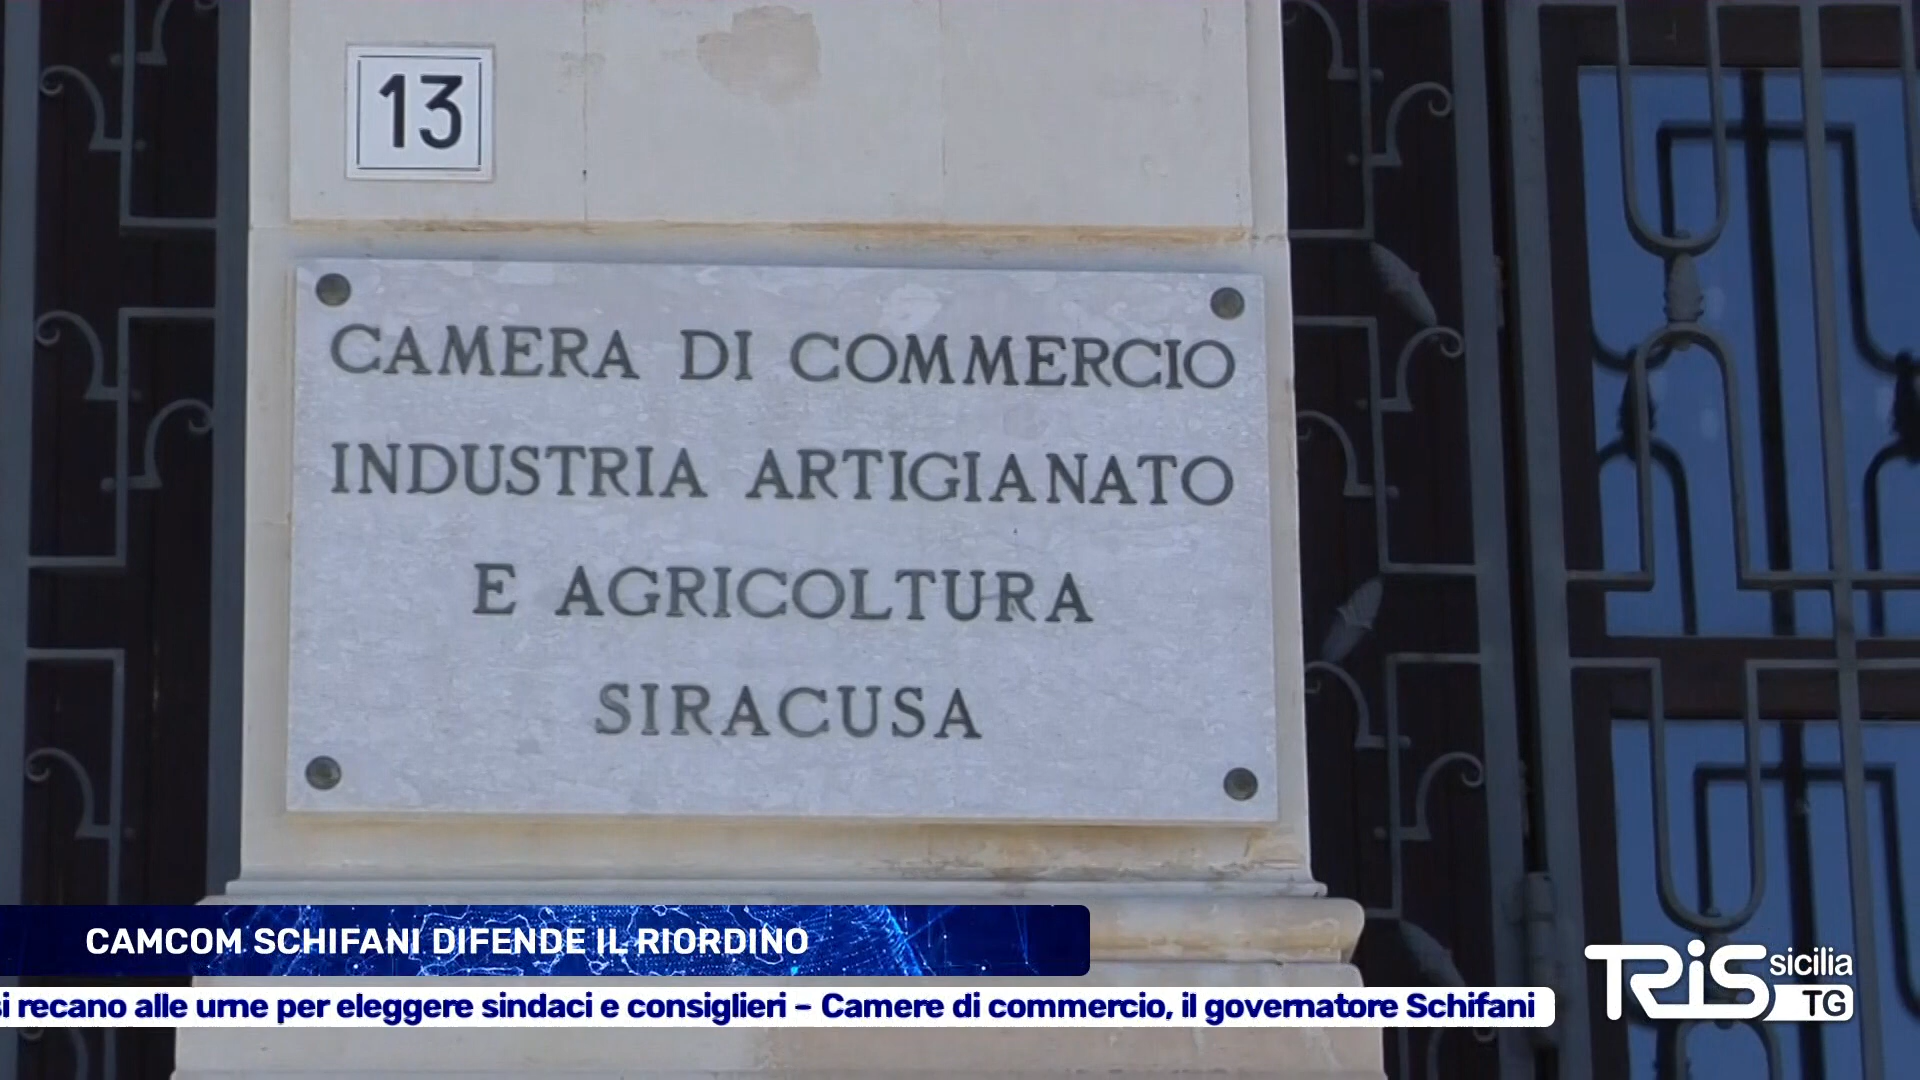 13
CAMERA DI COMMERCIO
INDUSTRIA ARTIGIANATO
E AGRICOLTURA
SIRACUSA
CAMCOM SCHIFANI DIFENDE IL RIORDINO
si recano alle urne per eleggere sindaci e consiglieri – Camere di commercio, il governatore Schifani
TRIS sicilia
TG